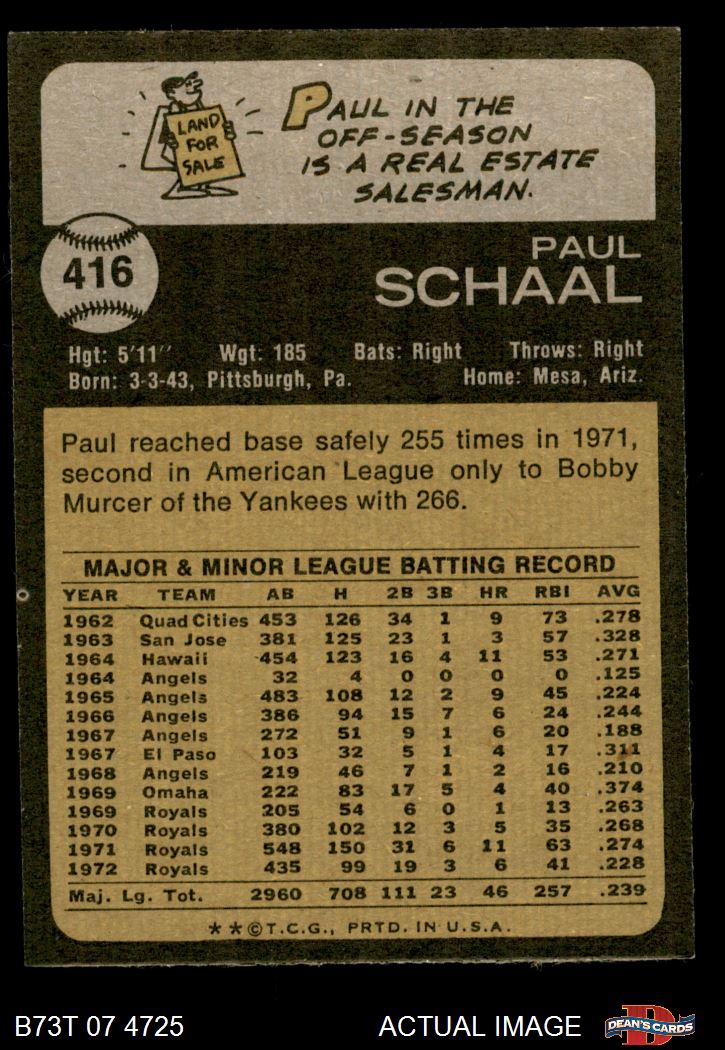 LAND
FOR
SALE
PAUL IN THE
OFF-SEASON
IS A REAL ESTATE
SALESMAN.
416
PAUL
SCHAAL
Hgt: 5'11" Wgt: 185 Bats: Right Throws: Right
Born: 3-3-43, Pittsburgh, Pa. Home: Mesa, Ariz.
Paul reached base safely 255 times in 1971,
second in American League only to Bobby
Murcer of the Yankees with 266.
MAJOR & MINOR LEAGUE BATTING RECORD
YEAR TEAM AB H 2B 3B HR RBI AVG
1962 Quad Cities 453 126 34 1 9 73 .278
1963 San Jose 381 125 23 1 3 57 .328
1964 Hawaii 454 123 16 4 11 53 .271
1964 Angels 32 4 0 0 0 0 .125
1965 Angels 483 108 12 2 9 45 .224
1966 Angels 386 94 15 7 6 24 .244
1967 Angels 272 51 9 1 6 20 .188
1967 El Paso 103 32 5 1 4 17 .311
1968 Angels 219 46 7 1 2 16 .210
1969 Omaha 222 83 17 5 4 40 .374
1969 Royals 205 54 6 0 1 13 .263
1970 Royals 380 102 12 3 5 35 .268
1971 Royals 548 150 31 6 11 63 .274
1972 Royals 435 99 19 3 6 41 .228
Maj. Lg. Tot. 2960 708 111 23 46 257 .239
★★©T.C.G., PRTD. IN U.S.A.
B73T 07 4725 ACTUAL IMAGE
D
DEAN'S CARDS